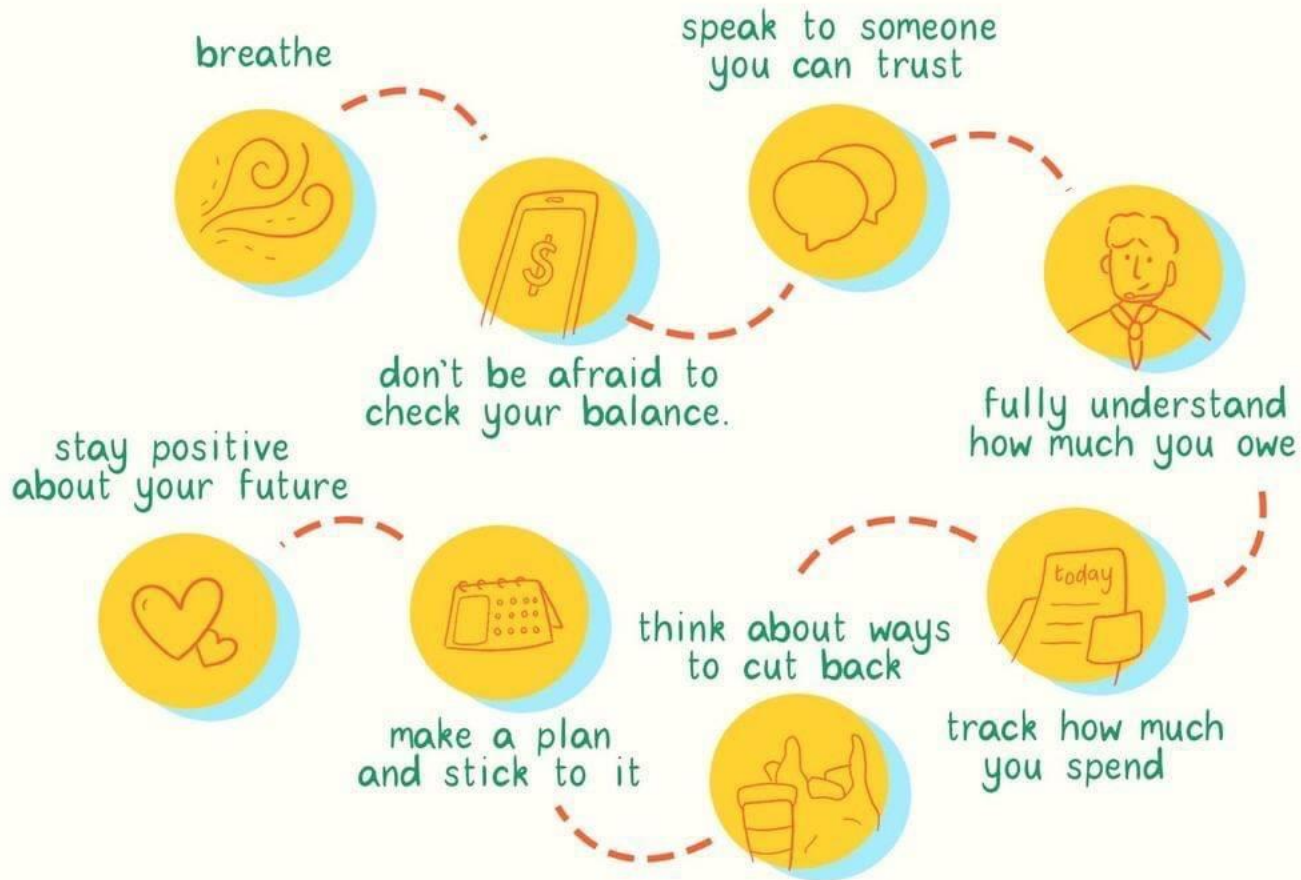 breathe
don't be afraid to
check your balance.
$
speak to someone
you can trust
fully understand
how much you owe
today
track how much
you spend
think about ways
to cut back
make a plan
and stick to it
stay positive
about your future